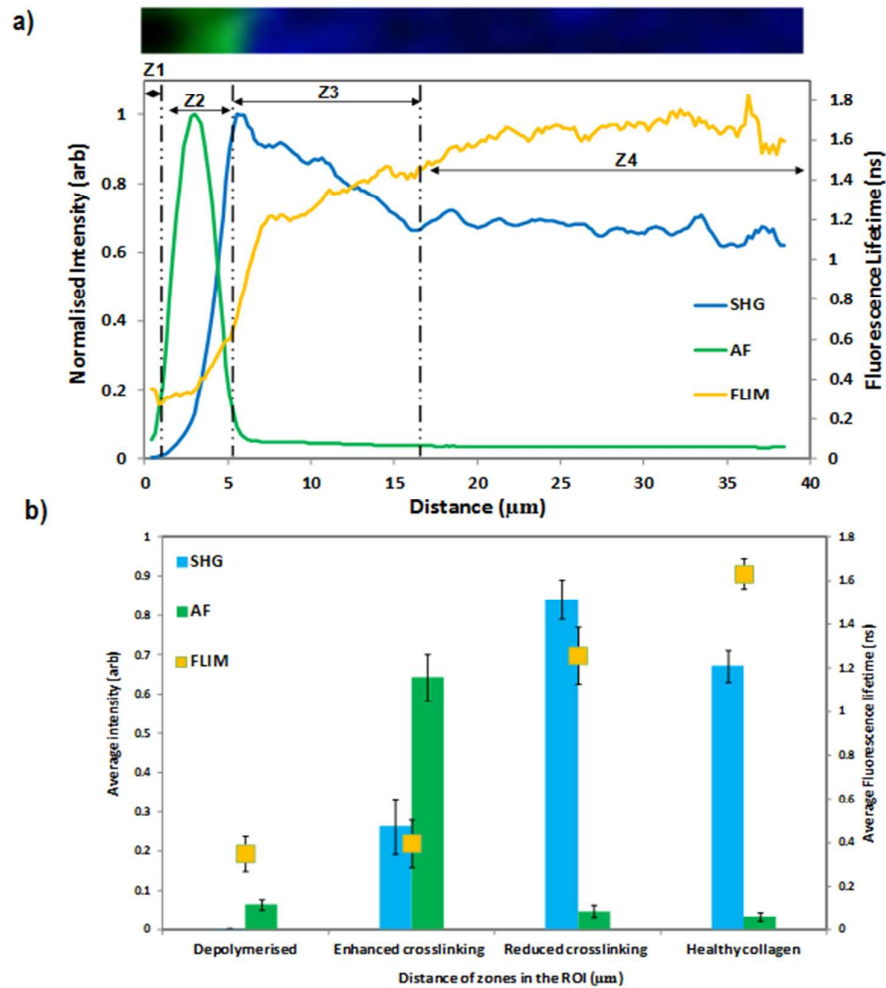 a)
Z1
Z2
Z3
Z4
Normalised Intensity (arb)
1
0.8
0.6
0.4
0.2
0
1.8
1.6
1.4
1.2
1
0.8
0.6
0.4
0.2
0
Fluorescence Lifetime (ns)
SHG
AF
FLIM
0 5 10 15 20 25 30 35 40
Distance (µm)
b)
Average intensity (arb)
1
0.9
0.8
0.7
0.6
0.5
0.4
0.3
0.2
0.1
0
SHG
AF
FLIM
1.8
1.6
1.4
1.2
1
0.8
0.6
0.4
0.2
0
Average Fluorescence lifetime (ns)
Depolymerised Enhanced crosslinking Reduced crosslinking Healthy collagen
Distance of zones in the ROI (µm)